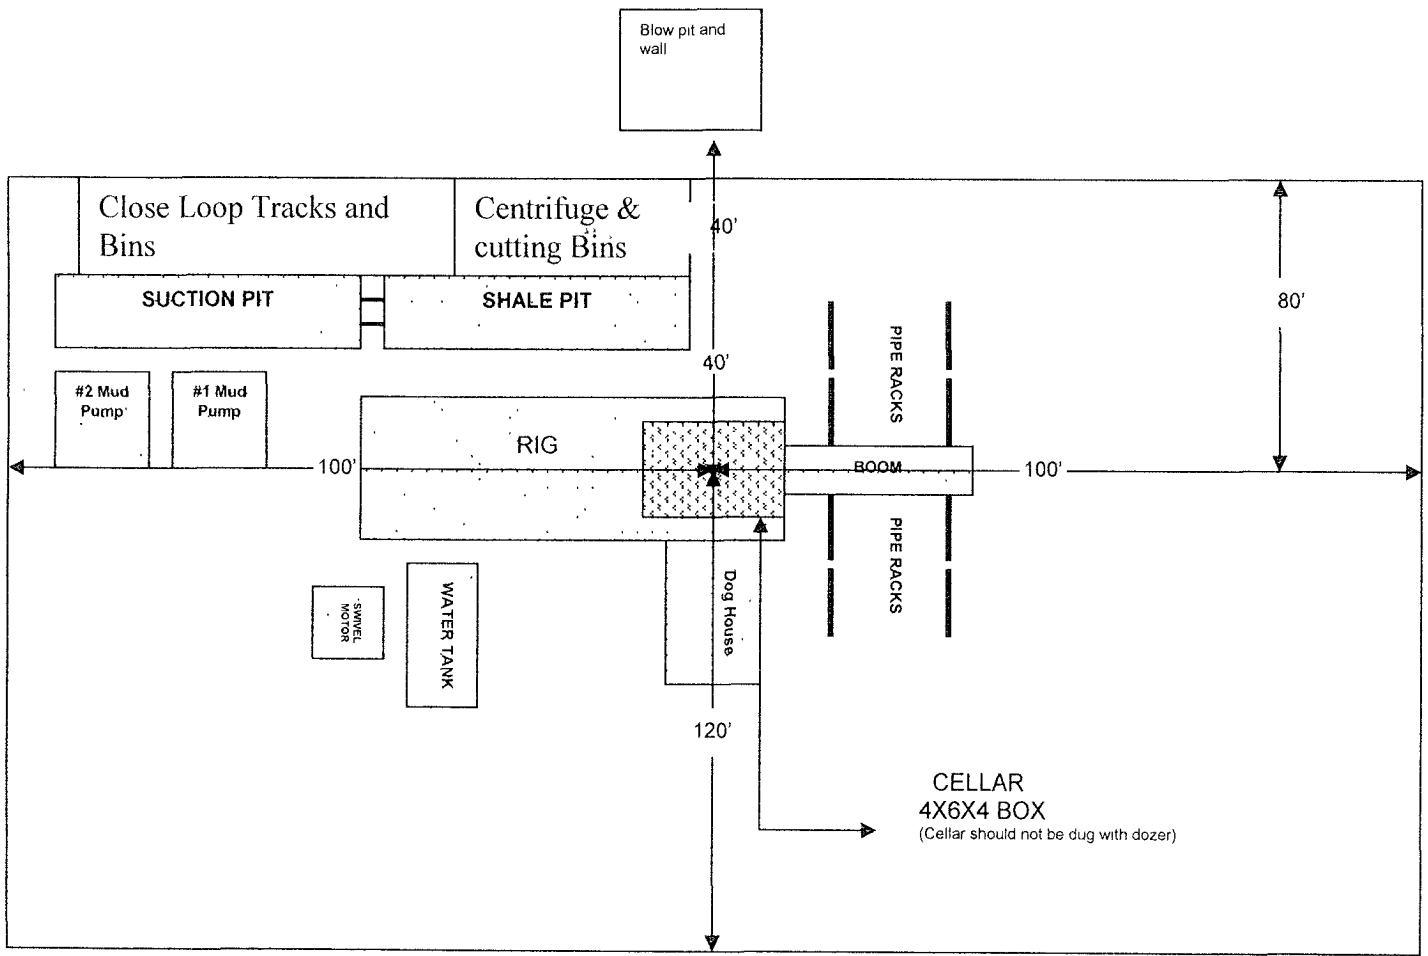 Blow pit and
wall
Close Loop Tracks and
Bins
Centrifuge &
cutting Bins
40'
SUCTION PIT
SHALE PIT
80'
40'
PIPE RACKS
#2 Mud
Pump
#1 Mud
Pump
RIG
100'
BOOM
100'
PIPE RACKS
SWIVEL
MOTOR
WATER TANK
Dog House
120'
CELLAR
4X6X4 BOX
(Cellar should not be dug with dozer)